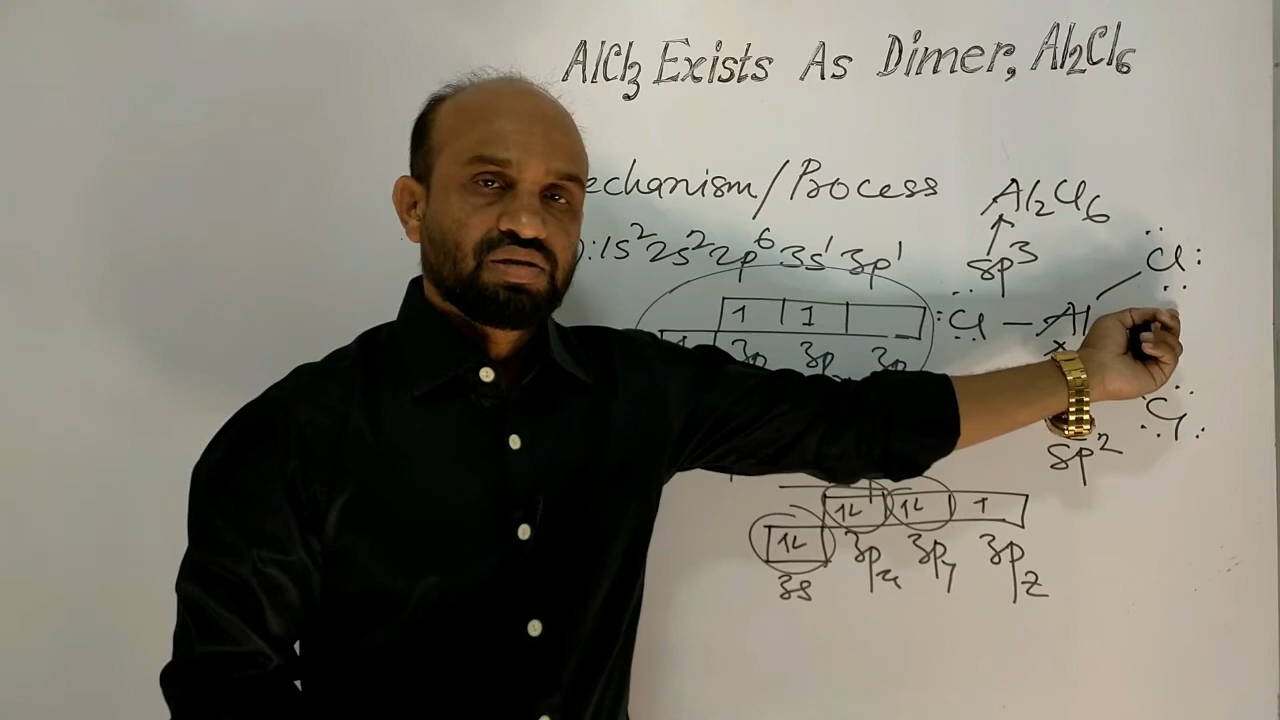 AlCl3 Exists As Dimer, Al2Cl6
echanism/Process
Al2Cl6
sp3
): 1s2 2s2 2p6 3s1 3p1
:Cl - Al
Cl:
1 1
3p 3p 3p
Cl
sp2
1L 1L 1
1L 3px 3py 3pz
3s